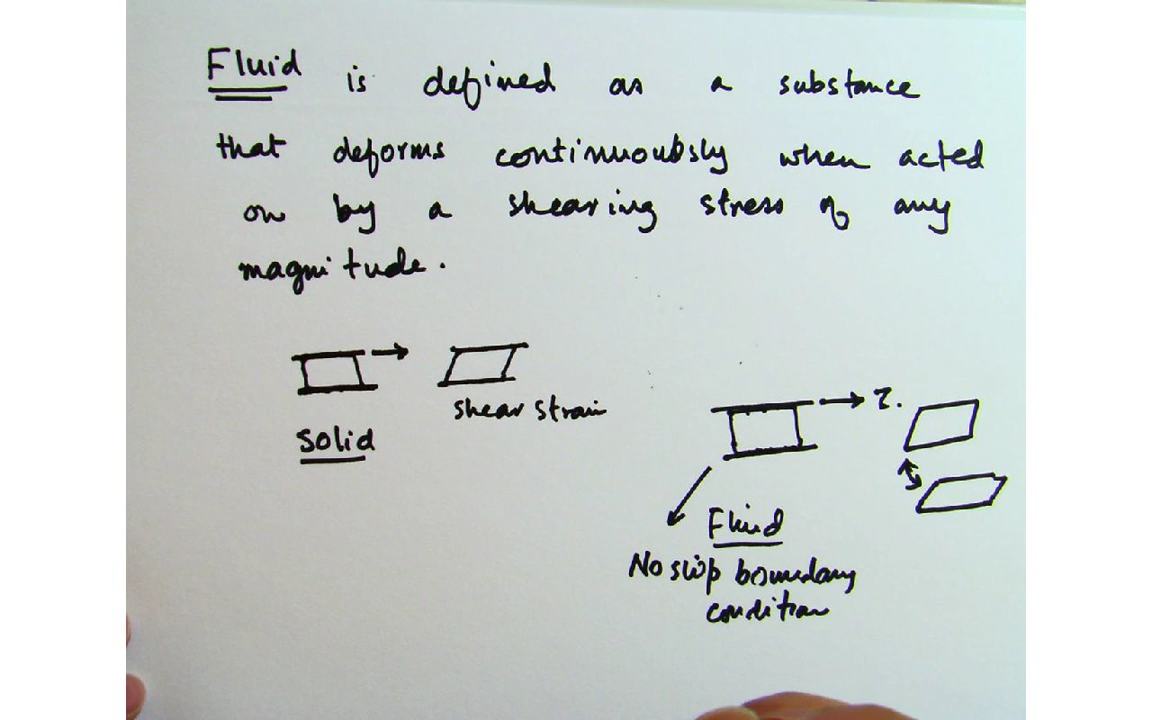 Fluid is defined as a substance
that deforms continuoubsly when acted
on by a shearing stress of any
magnitude.
shear strain
Solid
τ.
Fluid
No slip boundary
condition